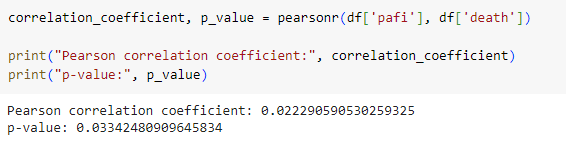 correlation_coefficient, p_value = pearsonr(df['pafi'], df['death'])
print("Pearson correlation coefficient:", correlation_coefficient)
print("p-value:", p_value)
Pearson correlation coefficient: 0.022290590530259325
p-value: 0.03342480909645834